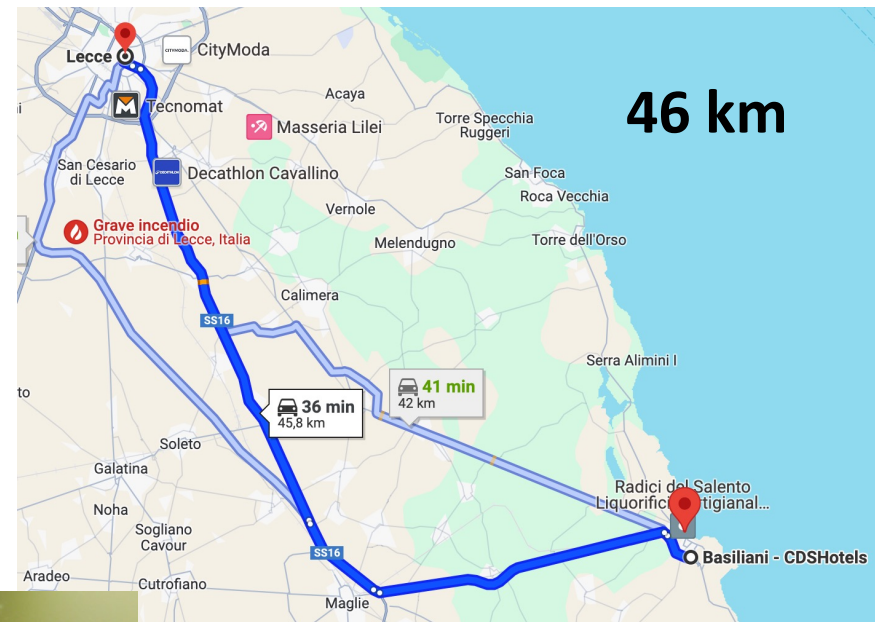 Lecce
CITYMODA.
CityModa
46 km
Tecnomat
Acaya
Masseria Lilei
Torre Specchia
Ruggeri
San Cesario
di Lecce
Decathlon Cavallino
San Foca
Roca Vecchia
Vernole
Grave incendio
Provincia di Lecce, Italia
Melendugno
Torre dell'Orso
Calimera
SS16
Serra Alimini I
to
41 min
42 km
36 min
45,8 km
Soleto
Galatina
Radici del Salento
Liquorifici
Noha
Sogliano
Cavour
SS16
Basiliani - CDSHotels
Aradeo
Cutrofiano
Maglie